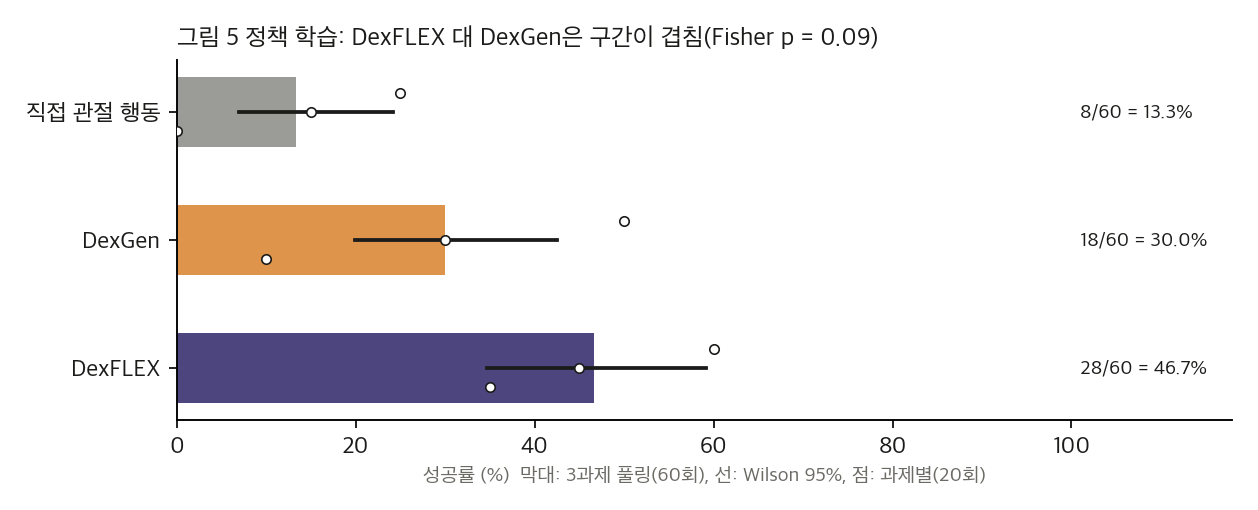 그림 5 정책 학습: DexFLEX 대 DexGen은 구간이 겹침(Fisher p = 0.09)
직접 관절 행동
8/60 = 13.3%
DexGen
18/60 = 30.0%
DexFLEX
28/60 = 46.7%
0 20 40 60 80 100
성공률 (%)  막대: 3과제 풀링(60회), 선: Wilson 95%, 점: 과제별(20회)